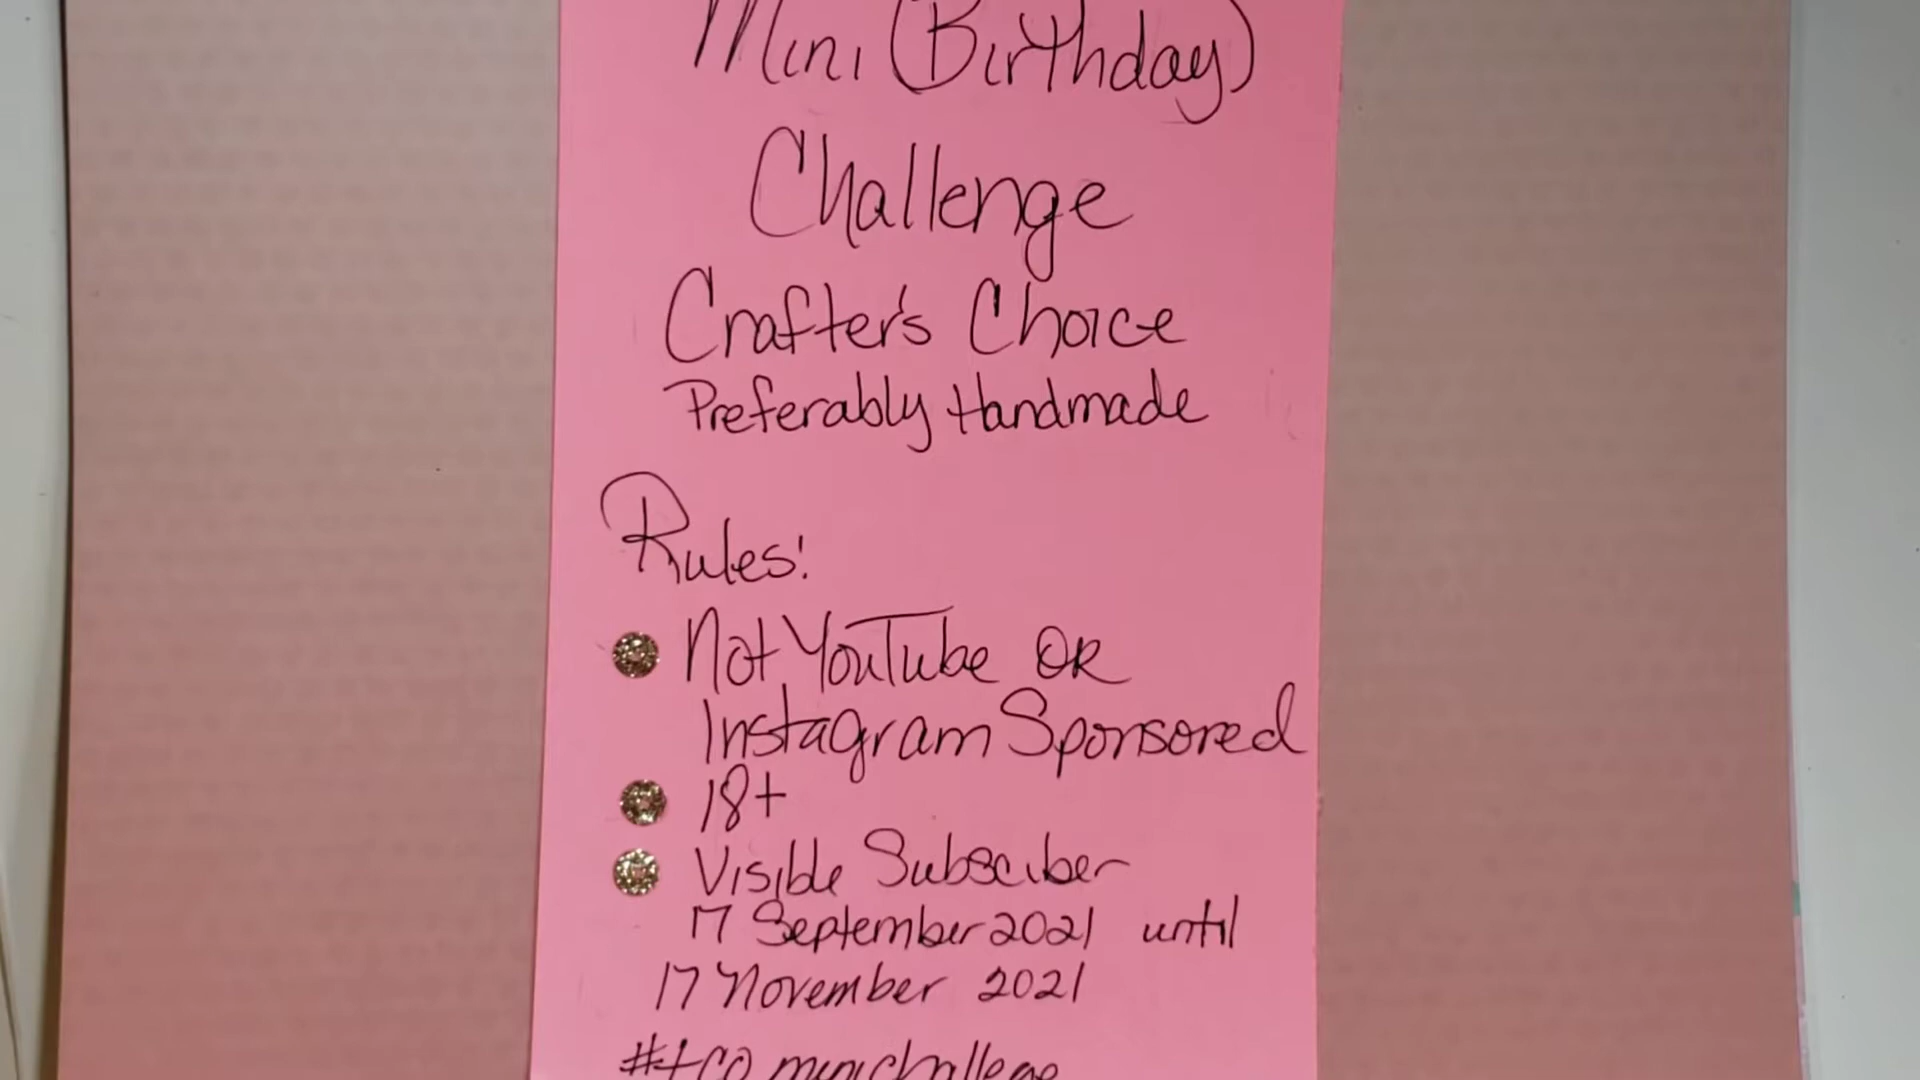 Mini (Birthday)
Challenge
Crafter's Choice
Preferably Handmade
Rules:
Not YouTube OR
Instagram Sponsored
18+
Visible Subsciber
17 September 2021 until
17 November 2021